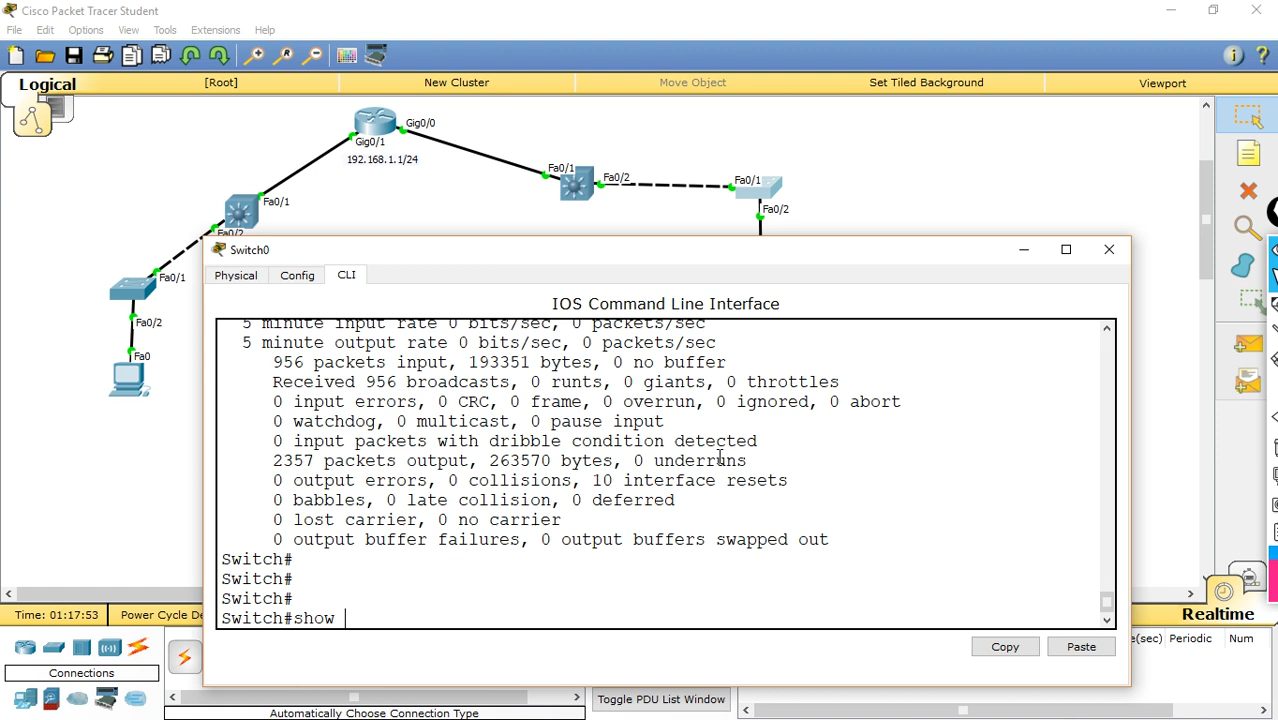 Cisco Packet Tracer Student
File Edit Options View Tools Extensions Help
Logical
[Root]
New Cluster
Move Object
Set Tiled Background
Viewport
Gig0/0
Gig0/1
192.168.1.1/24
Fa0/1
Fa0/2
Fa0/1
Fa0/2
Fa0/1
Fa0/2
Fa0/1
Fa0/2
Fa0
Switch0
Physical Config CLI
IOS Command Line Interface
5 minute input rate 0 bits/sec, 0 packets/sec
5 minute output rate 0 bits/sec, 0 packets/sec
956 packets input, 193351 bytes, 0 no buffer
Received 956 broadcasts, 0 runts, 0 giants, 0 throttles
0 input errors, 0 CRC, 0 frame, 0 overrun, 0 ignored, 0 abort
0 watchdog, 0 multicast, 0 pause input
0 input packets with dribble condition detected
2357 packets output, 263570 bytes, 0 underruns
0 output errors, 0 collisions, 10 interface resets
0 babbles, 0 late collision, 0 deferred
0 lost carrier, 0 no carrier
0 output buffer failures, 0 output buffers swapped out
Switch#
Switch#
Switch#
Switch#show
Copy Paste
Time: 01:17:53 Power Cycle De
Realtime
Connections
Automatically Choose Connection Type
Toggle PDU List Window
e(sec) Periodic Num